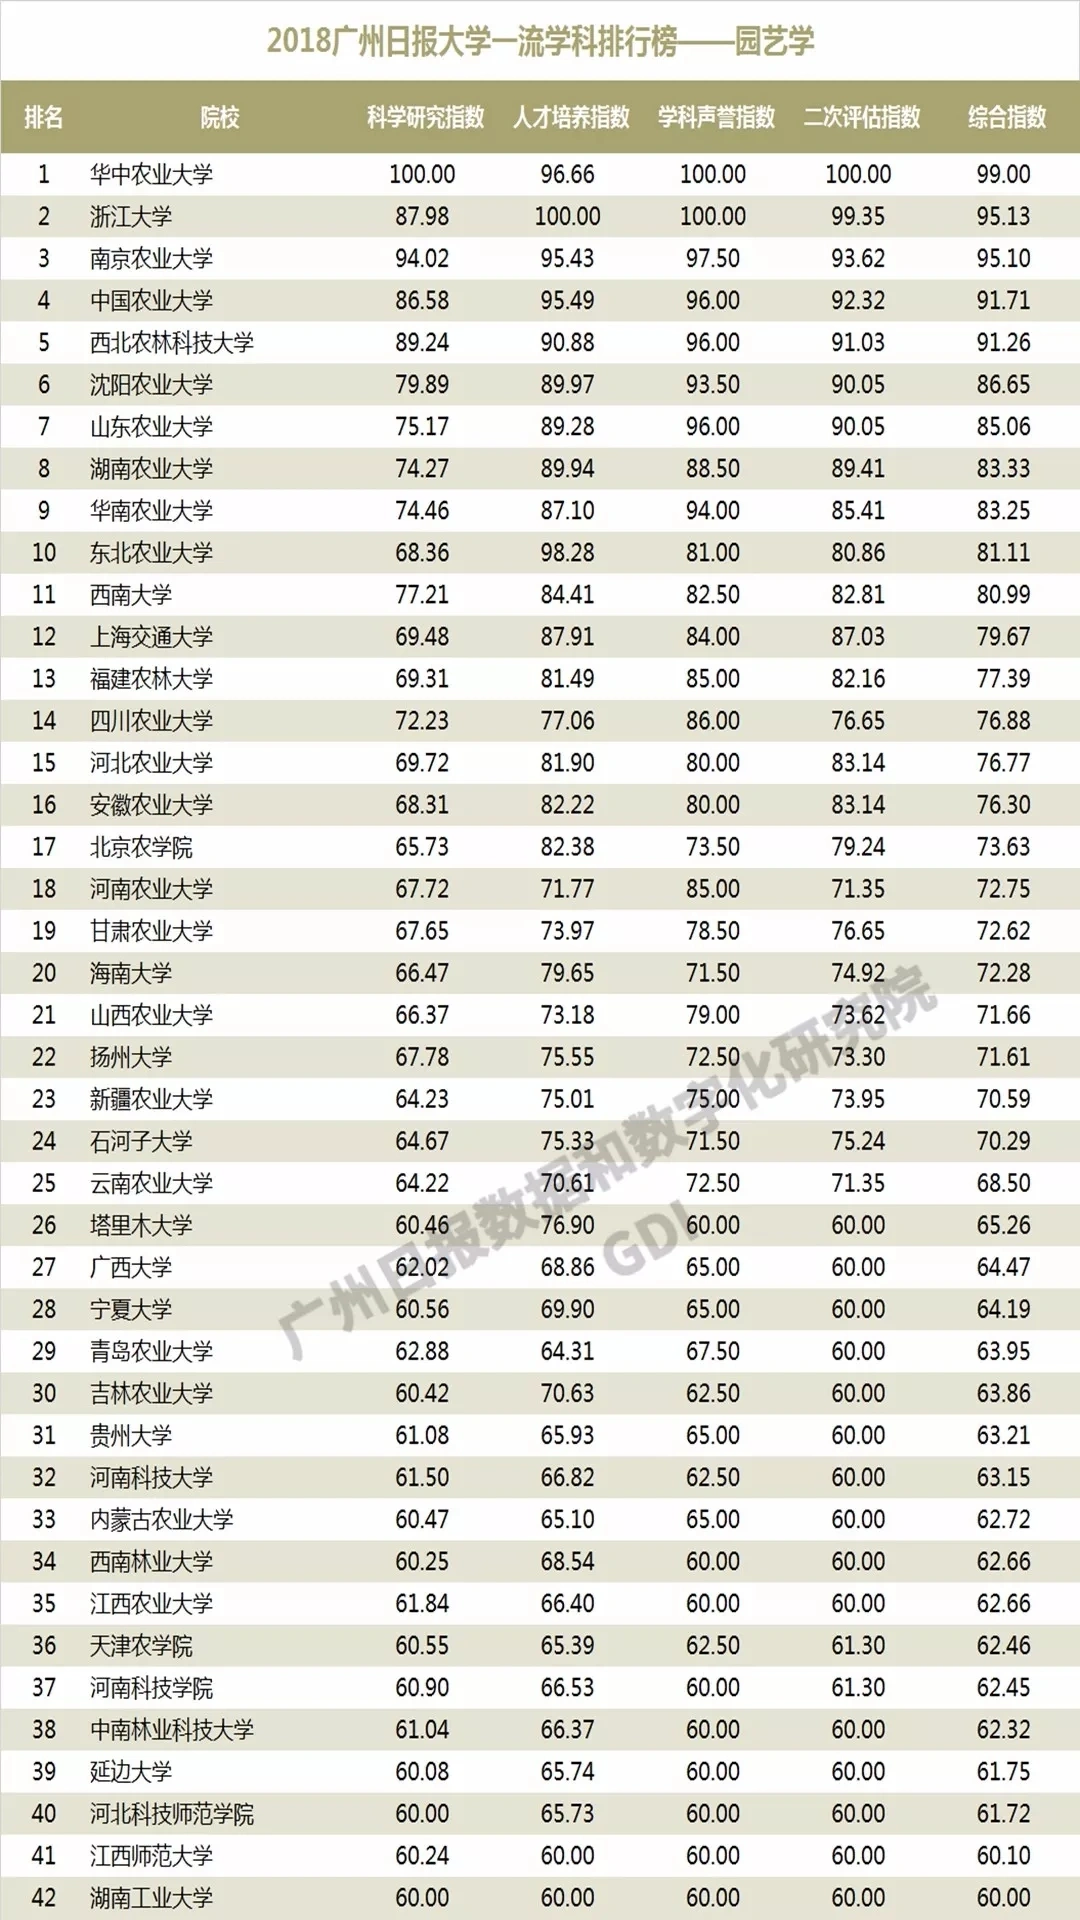 2018广州日报大学一流学科排行榜——园艺学
排名 院校 科学研究指数 人才培养指数 学科声誉指数 二次评估指数 综合指数
1 华中农业大学 100.00 96.66 100.00 100.00 99.00
2 浙江大学 87.98 100.00 100.00 99.35 95.13
3 南京农业大学 94.02 95.43 97.50 93.62 95.10
4 中国农业大学 86.58 95.49 96.00 92.32 91.71
5 西北农林科技大学 89.24 90.88 96.00 91.03 91.26
6 沈阳农业大学 79.89 89.97 93.50 90.05 86.65
7 山东农业大学 75.17 89.28 96.00 90.05 85.06
8 湖南农业大学 74.27 89.94 88.50 89.41 83.33
9 华南农业大学 74.46 87.10 94.00 85.41 83.25
10 东北农业大学 68.36 98.28 81.00 80.86 81.11
11 西南大学 77.21 84.41 82.50 82.81 80.99
12 上海交通大学 69.48 87.91 84.00 87.03 79.67
13 福建农林大学 69.31 81.49 85.00 82.16 77.39
14 四川农业大学 72.23 77.06 86.00 76.65 76.88
15 河北农业大学 69.72 81.90 80.00 83.14 76.77
16 安徽农业大学 68.31 82.22 80.00 83.14 76.30
17 北京农学院 65.73 82.38 73.50 79.24 73.63
18 河南农业大学 67.72 71.77 85.00 71.35 72.75
19 甘肃农业大学 67.65 73.97 78.50 76.65 72.62
20 海南大学 66.47 79.65 71.50 74.92 72.28
21 山西农业大学 66.37 73.18 79.00 73.62 71.66
22 扬州大学 67.78 75.55 72.50 73.30 71.61
23 新疆农业大学 64.23 75.01 75.00 73.95 70.59
24 石河子大学 64.67 75.33 71.50 75.24 70.29
25 云南农业大学 64.22 70.61 72.50 71.35 68.50
26 塔里木大学 60.46 76.90 60.00 60.00 65.26
27 广西大学 62.02 68.86 65.00 60.00 64.47
28 宁夏大学 60.56 69.90 65.00 60.00 64.19
29 青岛农业大学 62.88 64.31 67.50 60.00 63.95
30 吉林农业大学 60.42 70.63 62.50 60.00 63.86
31 贵州大学 61.08 65.93 65.00 60.00 63.21
32 河南科技大学 61.50 66.82 62.50 60.00 63.15
33 内蒙古农业大学 60.47 65.10 65.00 60.00 62.72
34 西南林业大学 60.25 68.54 60.00 60.00 62.66
35 江西农业大学 61.84 66.40 60.00 60.00 62.66
36 天津农学院 60.55 65.39 62.50 61.30 62.46
37 河南科技学院 60.90 66.53 60.00 61.30 62.45
38 中南林业科技大学 61.04 66.37 60.00 60.00 62.32
39 延边大学 60.08 65.74 60.00 60.00 61.75
40 河北科技师范学院 60.00 65.73 60.00 60.00 61.72
41 江西师范大学 60.24 60.00 60.00 60.00 60.10
42 湖南工业大学 60.00 60.00 60.00 60.00 60.00
广州日报数据和数字化研究院
GDI